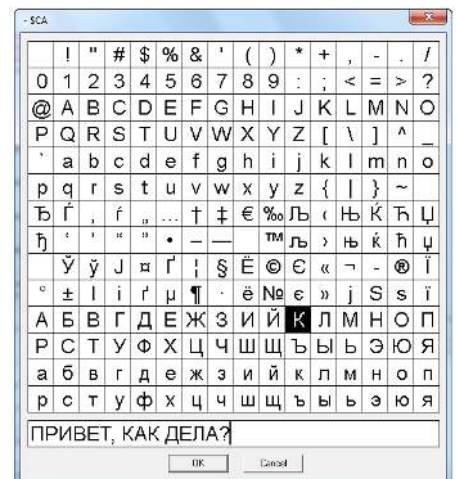 - SCA
! " # $ % & ' ( ) * + , - . /
0 1 2 3 4 5 6 7 8 9 : ; < = > ?
@ A B C D E F G H I J K L M N O
P Q R S T U V W X Y Z [ \ ] ^ _
` a b c d e f g h i j k l m n o
p q r s t u v w x y z { | } ~
Ђ Ѓ ‚ ѓ „ … † ‡ € ‰ Љ ‹ Њ Ќ Ћ Џ
ђ ‘ ’ “ ” • – — ™ љ › њ ќ ћ џ
Ў ў Ј ¤ Ґ ¦ § Ё © Є « ¬ - ® Ї
° ± І і ґ µ ¶ · ё № є » ј Ѕ ѕ ї
А Б В Г Д Е Ж З И Й К Л М Н О П
Р С Т У Ф Х Ц Ч Ш Щ Ъ Ы Ь Э Ю Я
а б в г д е ж з и й к л м н о п
р с т у ф х ц ч ш щ ъ ы ь э ю я
ПРИВЕТ, КАК ДЕЛА?
OK Cancel